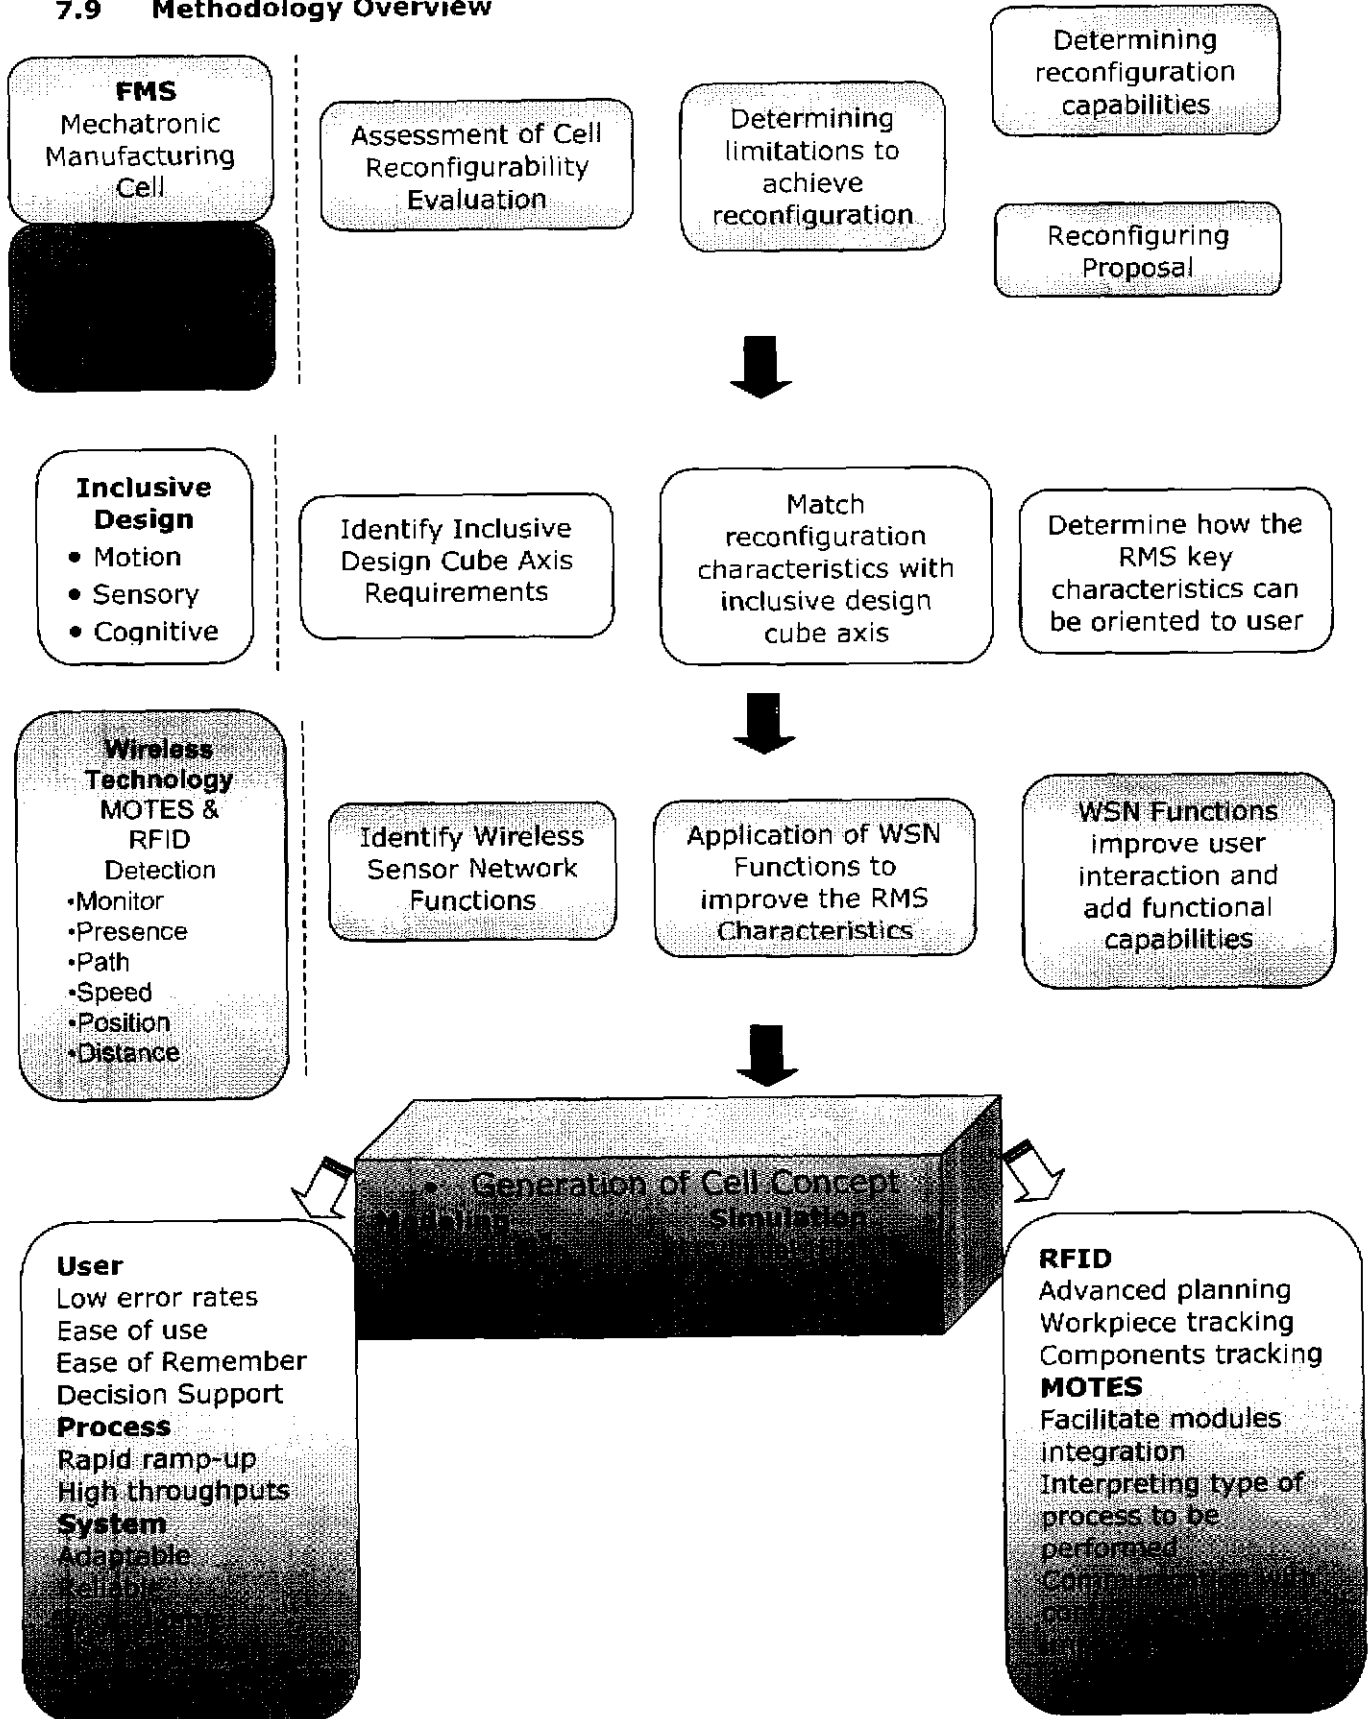 7.9 Methodology Overview
FMS
Mechatronic
Manufacturing
Cell
Assessment of Cell
Reconfigurability
Evaluation
Determining
limitations to
achieve
reconfiguration
Determining
reconfiguration
capabilities
Reconfiguring
Proposal
Inclusive
Design
• Motion
• Sensory
• Cognitive
Identify Inclusive
Design Cube Axis
Requirements
Match
reconfiguration
characteristics with
inclusive design
cube axis
Determine how the
RMS key
characteristics can
be oriented to user
Wireless
Technology
MOTES &
RFID
Detection
•Monitor
•Presence
•Path
•Speed
•Position
•Distance
Identify Wireless
Sensor Network
Functions
Application of WSN
Functions to
improve the RMS
Characteristics
WSN Functions
improve user
interaction and
add functional
capabilities
• Generation of Cell Concept
Modeling Simulation
User
Low error rates
Ease of use
Ease of Remember
Decision Support
Process
Rapid ramp-up
High throughputs
System
Adaptable
Reliable
RFID
Advanced planning
Workpiece tracking
Components tracking
MOTES
Facilitate modules
integration
Interpreting type of
process to be
performed